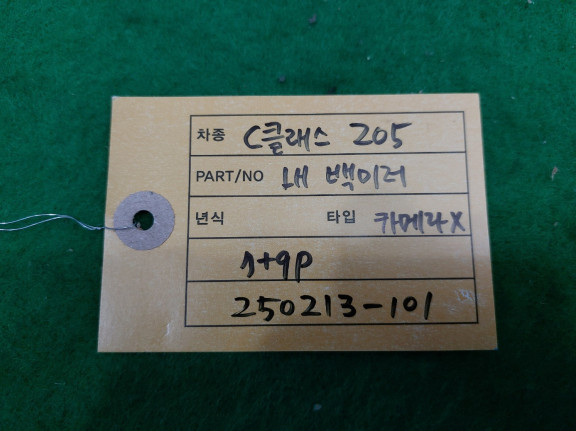 차종 C클래스 205
PART/NO 내 백미러
년식 타입 카메라X
1+9P
250213-101